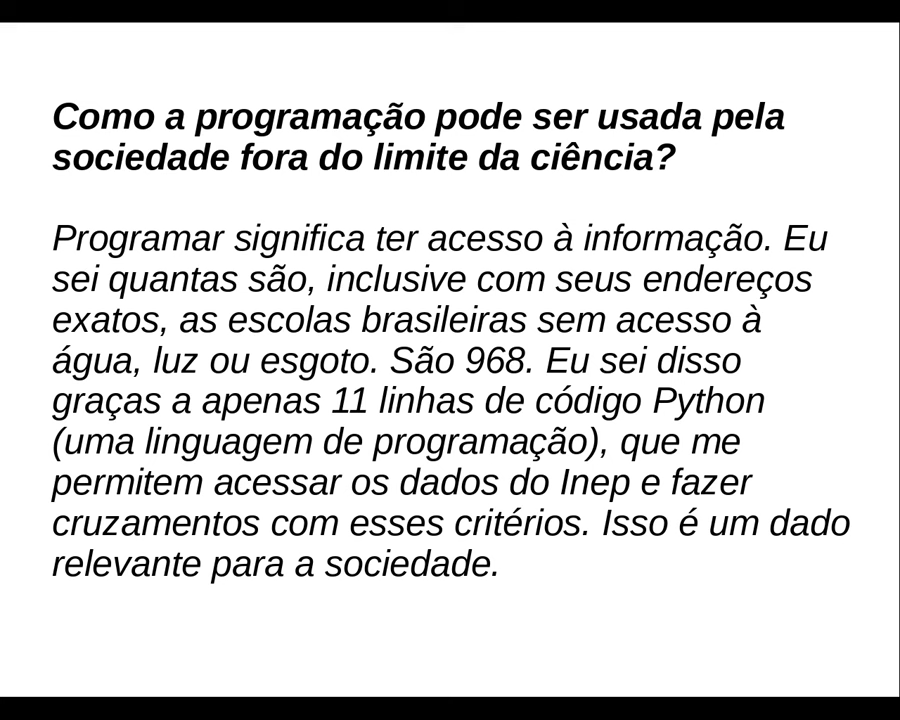 Como a programação pode ser usada pela
sociedade fora do limite da ciência?
Programar significa ter acesso à informação. Eu
sei quantas são, inclusive com seus endereços
exatos, as escolas brasileiras sem acesso à
água, luz ou esgoto. São 968. Eu sei disso
graças a apenas 11 linhas de código Python
(uma linguagem de programação), que me
permitem acessar os dados do Inep e fazer
cruzamentos com esses critérios. Isso é um dado
relevante para a sociedade.